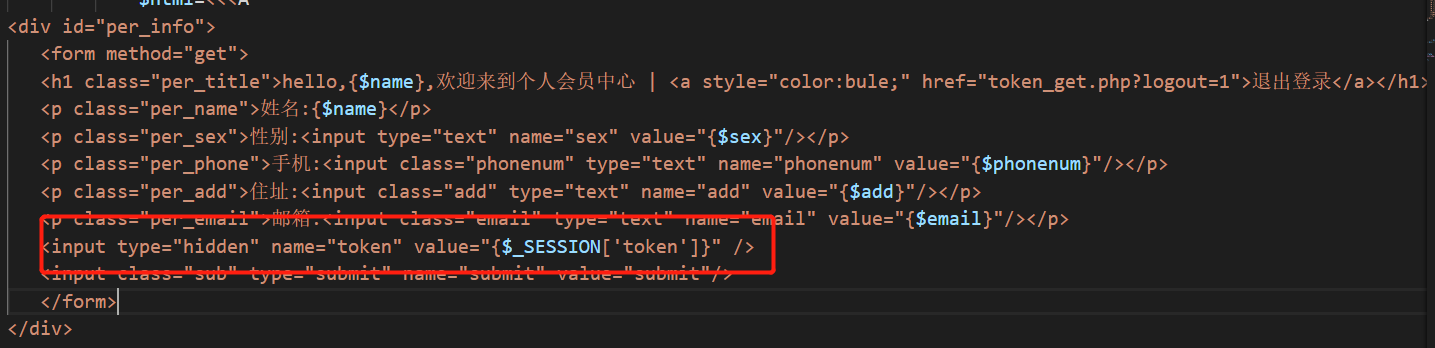 $html=<<<A
<div id="per_info">
<form method="get">
<h1 class="per_title">hello,{$name},欢迎来到个人会员中心 | <a style="color:bule;" href="token_get.php?logout=1">退出登录</a></h1>
<p class="per_name">姓名:{$name}</p>
<p class="per_sex">性别:<input type="text" name="sex" value="{$sex}"/></p>
<p class="per_phone">手机:<input class="phonenum" type="text" name="phonenum" value="{$phonenum}"/></p>
<p class="per_add">住址:<input class="add" type="text" name="add" value="{$add}"/></p>
<p class="per_email">邮箱:<input class="email" type="text" name="email" value="{$email}"/></p>
<input type="hidden" name="token" value="{$_SESSION['token']}" />
<input class="sub" type="submit" name="submit" value="submit"/>
</form>
</div>